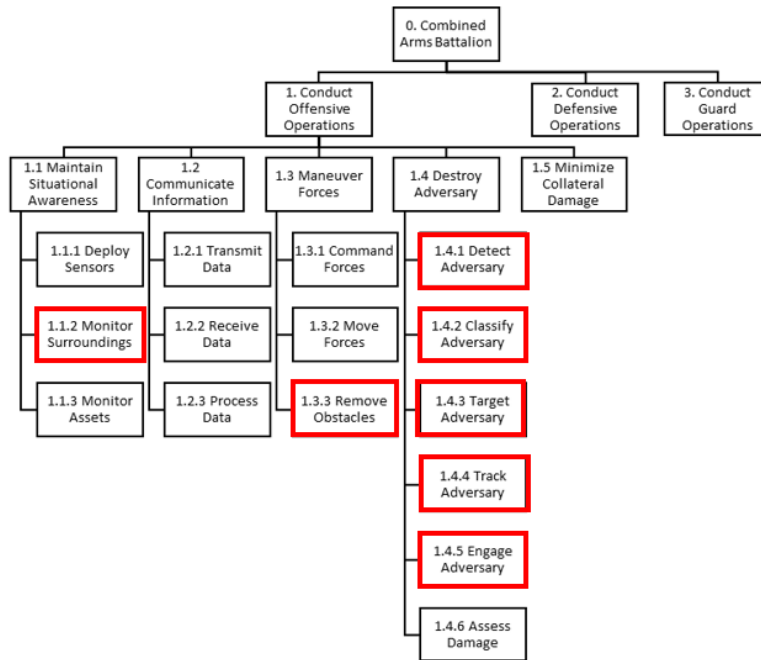 0. Combined
Arms Battalion
1. Conduct
Offensive
Operations
2. Conduct
Defensive
Operations
3. Conduct
Guard
Operations
1.1 Maintain
Situational
Awareness
1.2
Communicate
Information
1.3 Maneuver
Forces
1.4 Destroy
Adversary
1.5 Minimize
Collateral
Damage
1.1.1 Deploy
Sensors
1.2.1 Transmit
Data
1.3.1 Command
Forces
1.4.1 Detect
Adversary
1.1.2 Monitor
Surroundings
1.2.2 Receive
Data
1.3.2 Move
Forces
1.4.2 Classify
Adversary
1.1.3 Monitor
Assets
1.2.3 Process
Data
1.3.3 Remove
Obstacles
1.4.3 Target
Adversary
1.4.4 Track
Adversary
1.4.5 Engage
Adversary
1.4.6 Assess
Damage